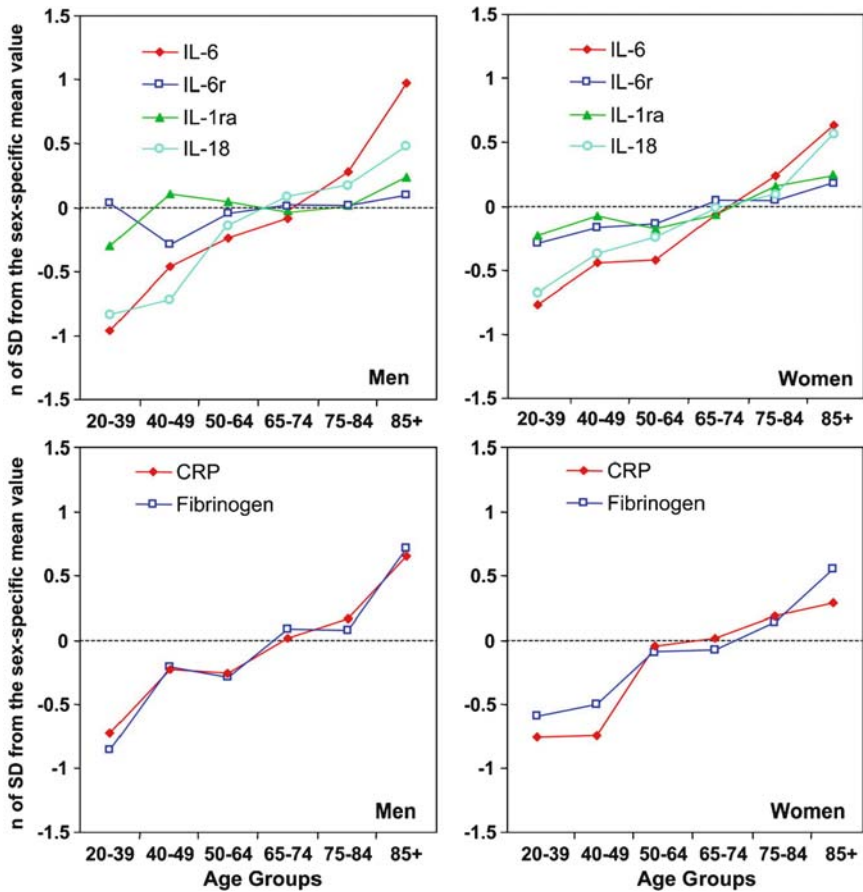 n of SD from the sex-specific mean value
1.5
1
0.5
0
-0.5
-1
-1.5
IL-6
IL-6r
IL-1ra
IL-18
Men
20-39 40-49 50-64 65-74 75-84 85+
1.5
1
0.5
0
-0.5
-1
-1.5
IL-6
IL-6r
IL-1ra
IL-18
Women
20-39 40-49 50-64 65-74 75-84 85+
n of SD from the sex-specific mean value
1.5
1
0.5
0
-0.5
-1
-1.5
CRP
Fibrinogen
Men
20-39 40-49 50-64 65-74 75-84 85+
Age Groups
1.5
1
0.5
0
-0.5
-1
-1.5
CRP
Fibrinogen
Women
20-39 40-49 50-64 65-74 75-84 85+
Age Groups